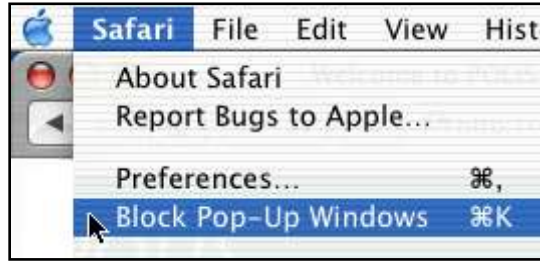 Safari File Edit View Hist
About Safari
Report Bugs to Apple...
Preferences... ⌘,
Block Pop-Up Windows ⌘K